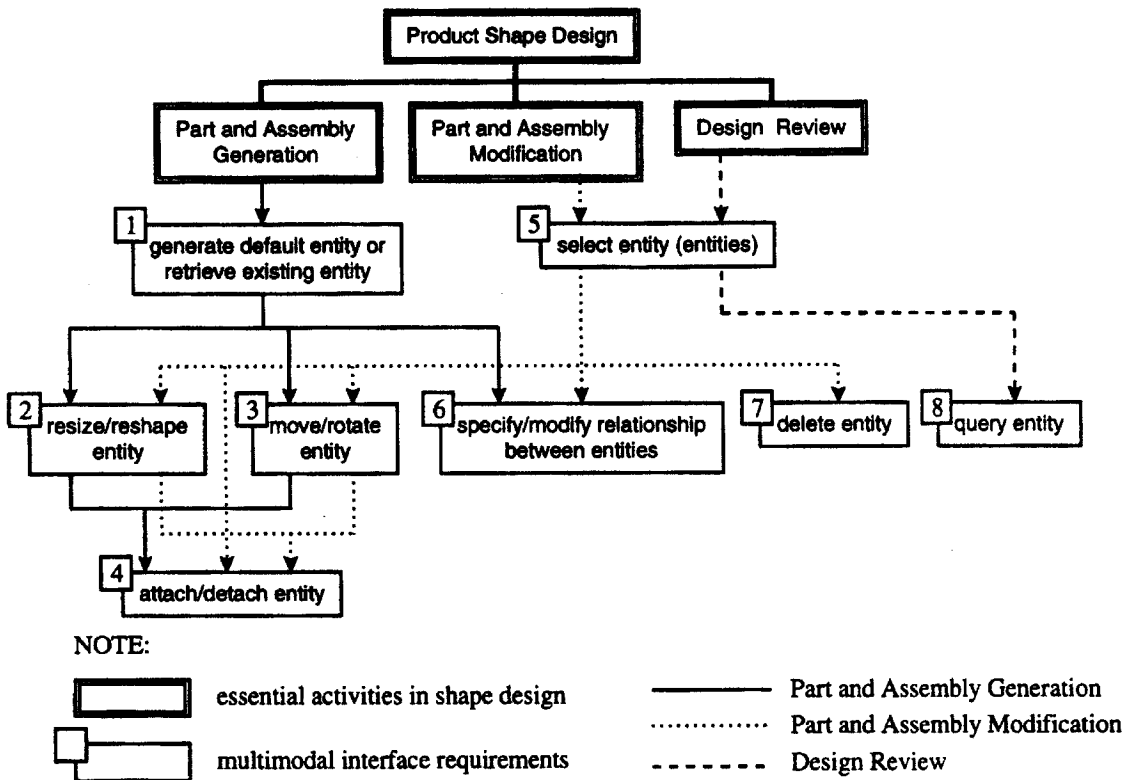 Product Shape Design
Part and Assembly
Generation
Part and Assembly
Modification
Design Review
1
generate default entity or
retrieve existing entity
5
select entity (entities)
2
resize/reshape
entity
3
move/rotate
entity
6
specify/modify relationship
between entities
7
delete entity
8
query entity
4
attach/detach entity
NOTE:
essential activities in shape design
multimodal interface requirements
Part and Assembly Generation
Part and Assembly Modification
Design Review